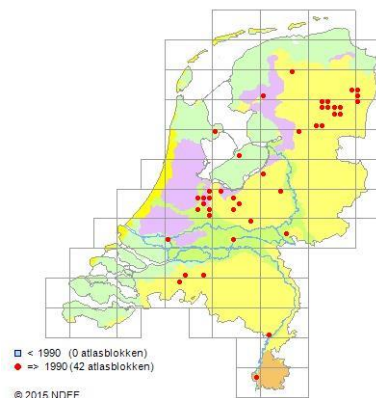 < 1990 (0 atlasblokken)
=> 1990 (42 atlasblokken)
© 2015 NDFF